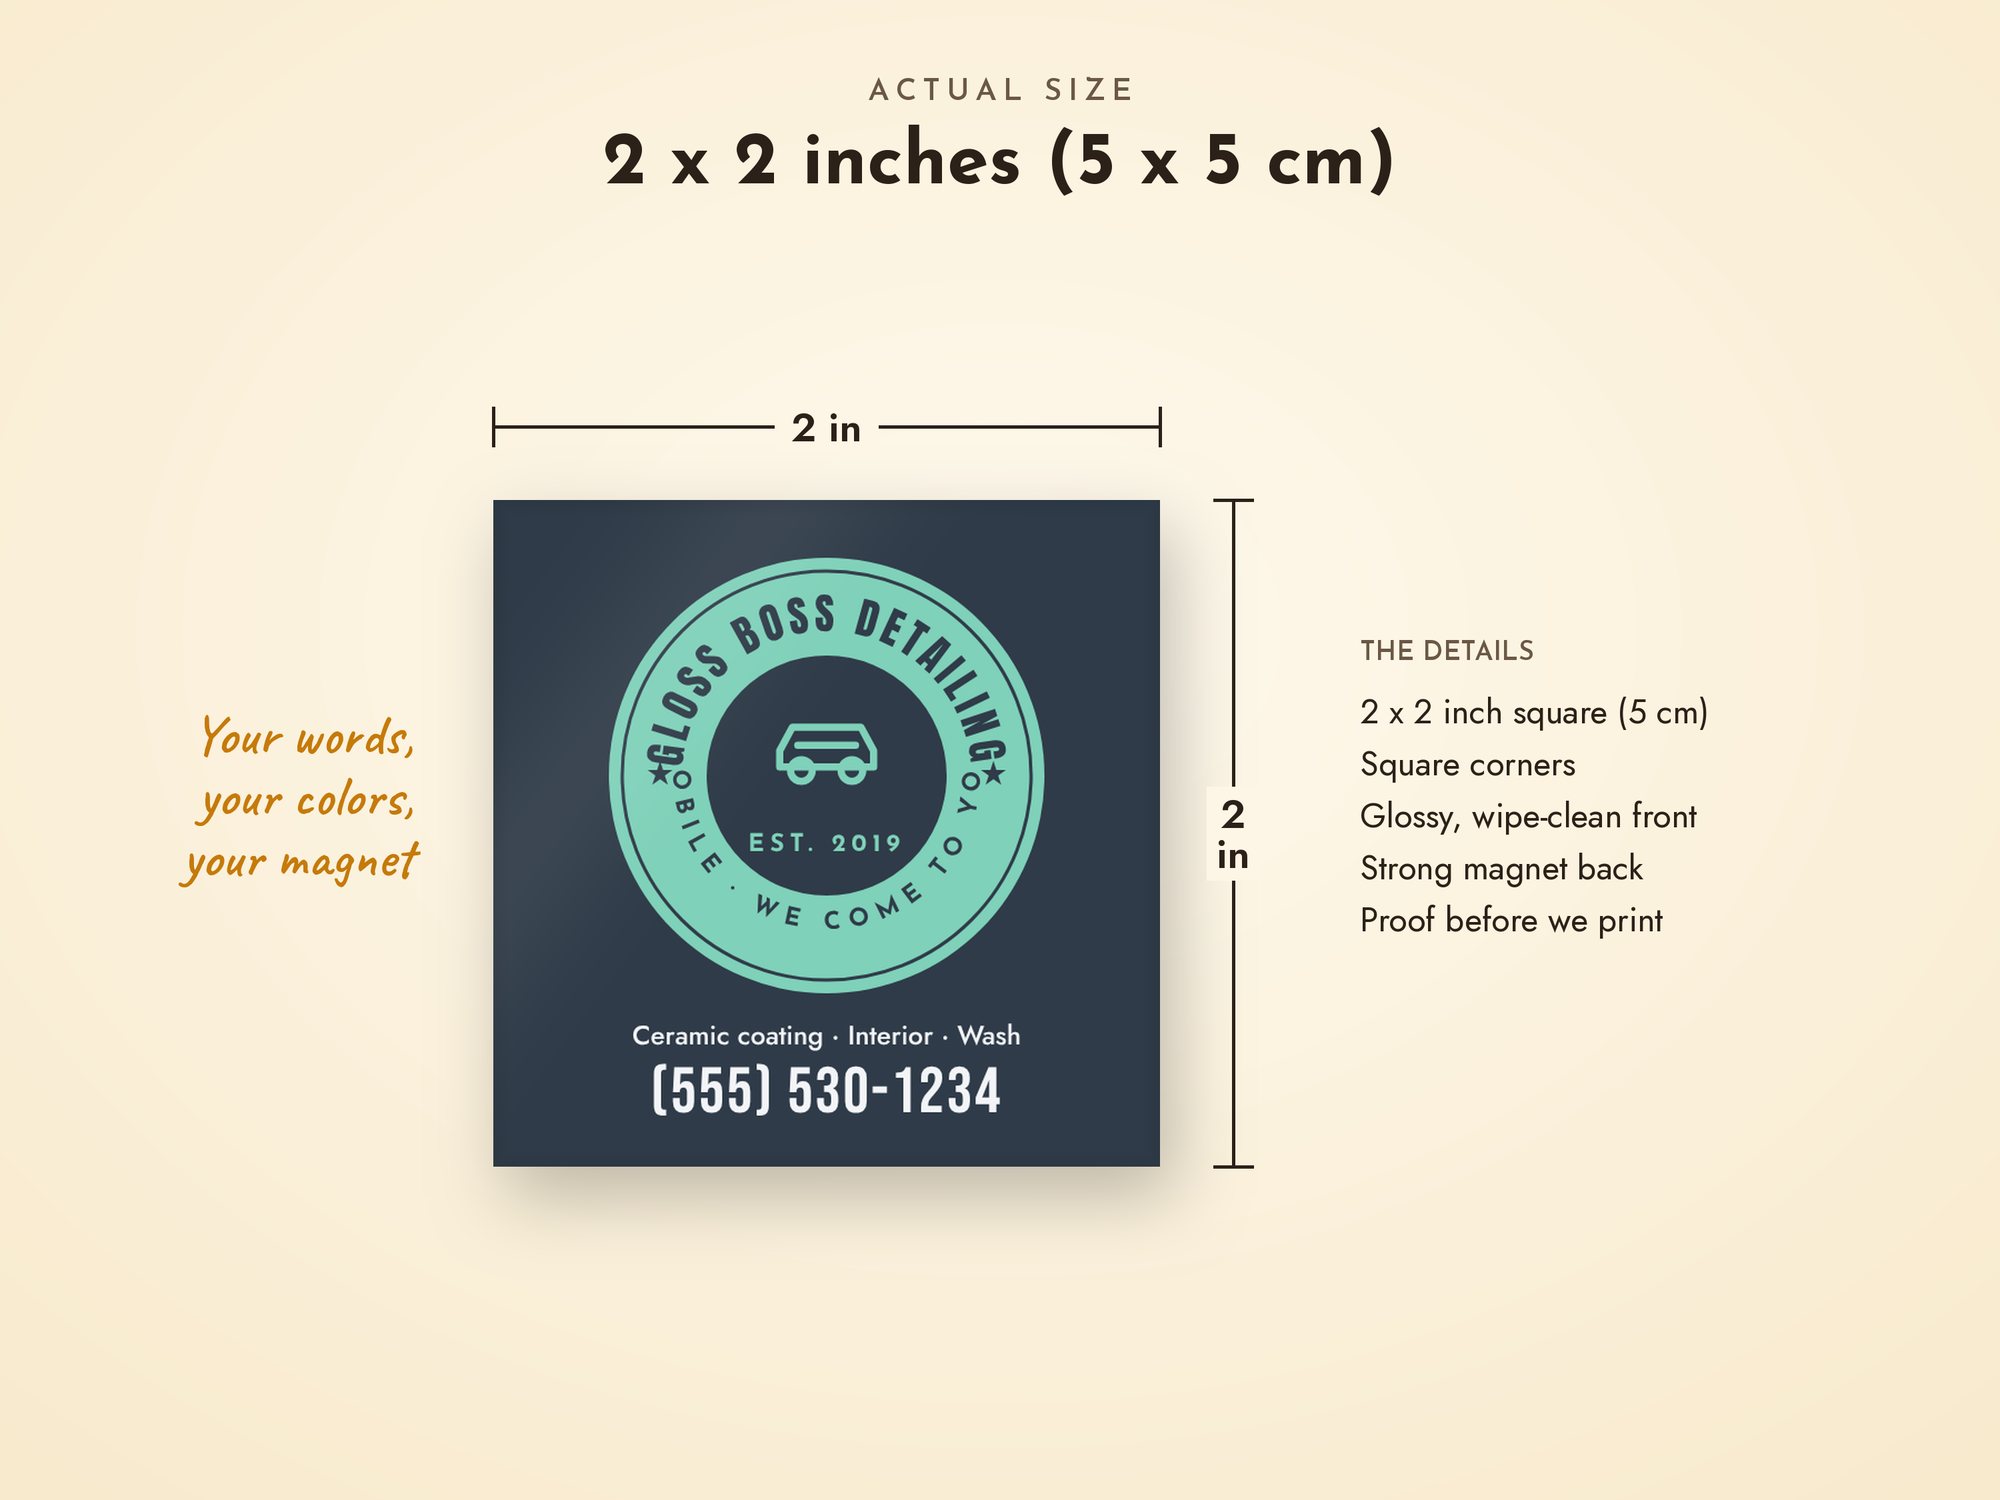 ACTUAL SIZE
2 x 2 inches (5 x 5 cm)
2 in
GLOSS BOSS DETAILING
EST. 2019
OBILE · WE COME TO YO
Ceramic coating · Interior · Wash
(555) 530-1234
2
in
Your words,
your colors,
your magnet
THE DETAILS
2 x 2 inch square (5 cm)
Square corners
Glossy, wipe-clean front
Strong magnet back
Proof before we print